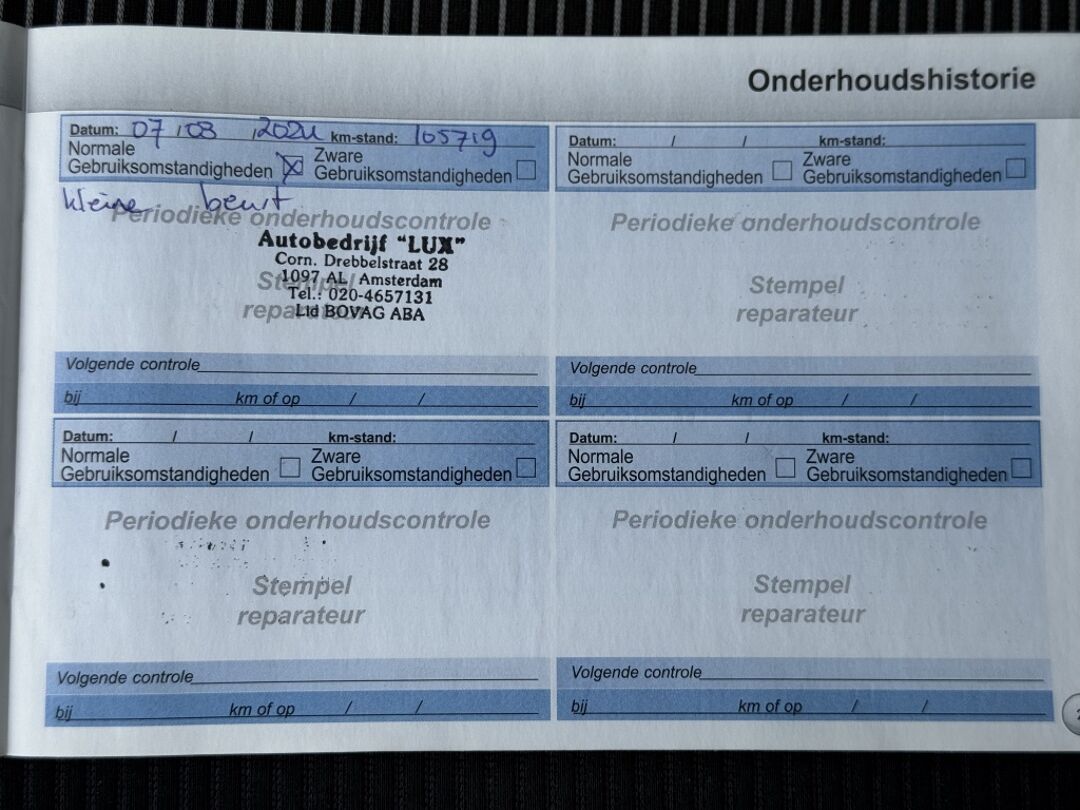 Onderhoudshistorie
Datum: 07 / 03 / 2024 km-stand: 105719
Normale
Gebruiksomstandigheden
Zware
Gebruiksomstandigheden
kleine beurt
Periodieke onderhoudscontrole
Autobedrijf "LUX"
Corn. Drebbelstraat 28
1097 AL Amsterdam
Tel.: 020-4657131
Ltd BOVAG ABA
Stempel
reparateur
Volgende controle
bij km of op / /
Datum: / / km-stand:
Normale
Gebruiksomstandigheden
Zware
Gebruiksomstandigheden
Periodieke onderhoudscontrole
Stempel
reparateur
Volgende controle
bij km of op / /
Datum: / / km-stand:
Normale
Gebruiksomstandigheden
Zware
Gebruiksomstandigheden
Periodieke onderhoudscontrole
Stempel
reparateur
Volgende controle
bij km of op / /
Datum: / / km-stand:
Normale
Gebruiksomstandigheden
Zware
Gebruiksomstandigheden
Periodieke onderhoudscontrole
Stempel
reparateur
Volgende controle
bij km of op / /